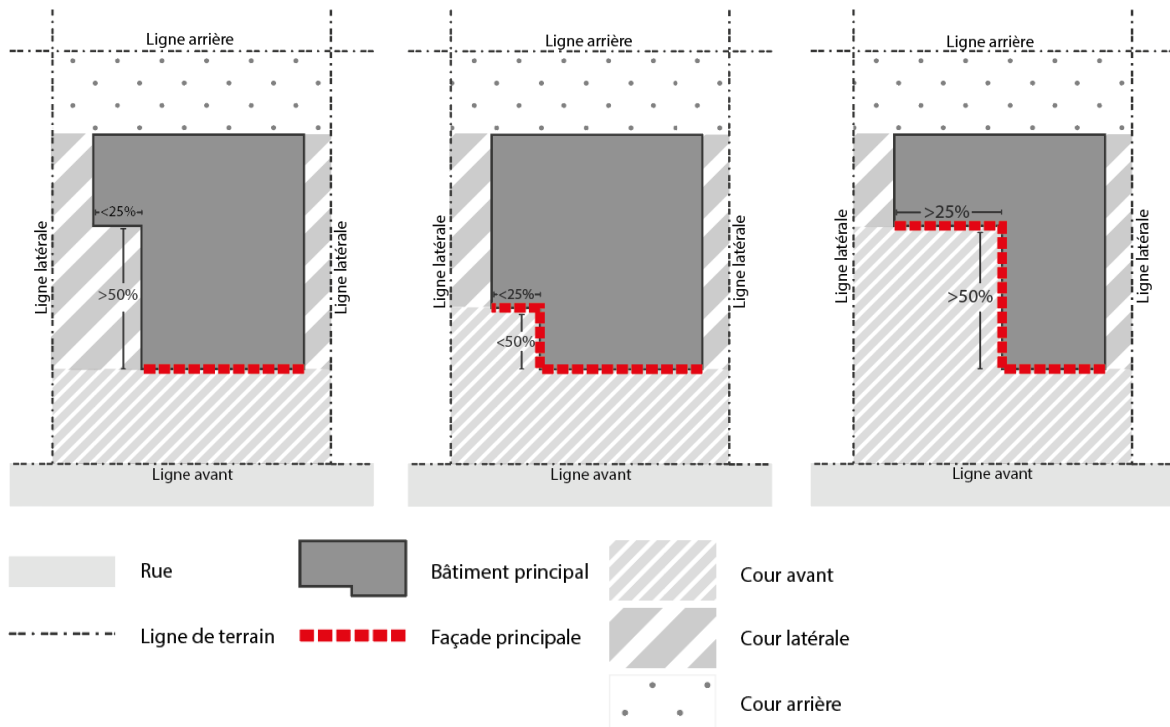 Ligne arrière
Ligne latérale
<25%
>50%
Ligne latérale
Ligne avant
Ligne arrière
Ligne latérale
<25%
<50%
Ligne latérale
Ligne avant
Ligne arrière
Ligne latérale
>25%
>50%
Ligne latérale
Ligne avant
Rue
Bâtiment principal
Cour avant
Ligne de terrain
Façade principale
Cour latérale
Cour arrière